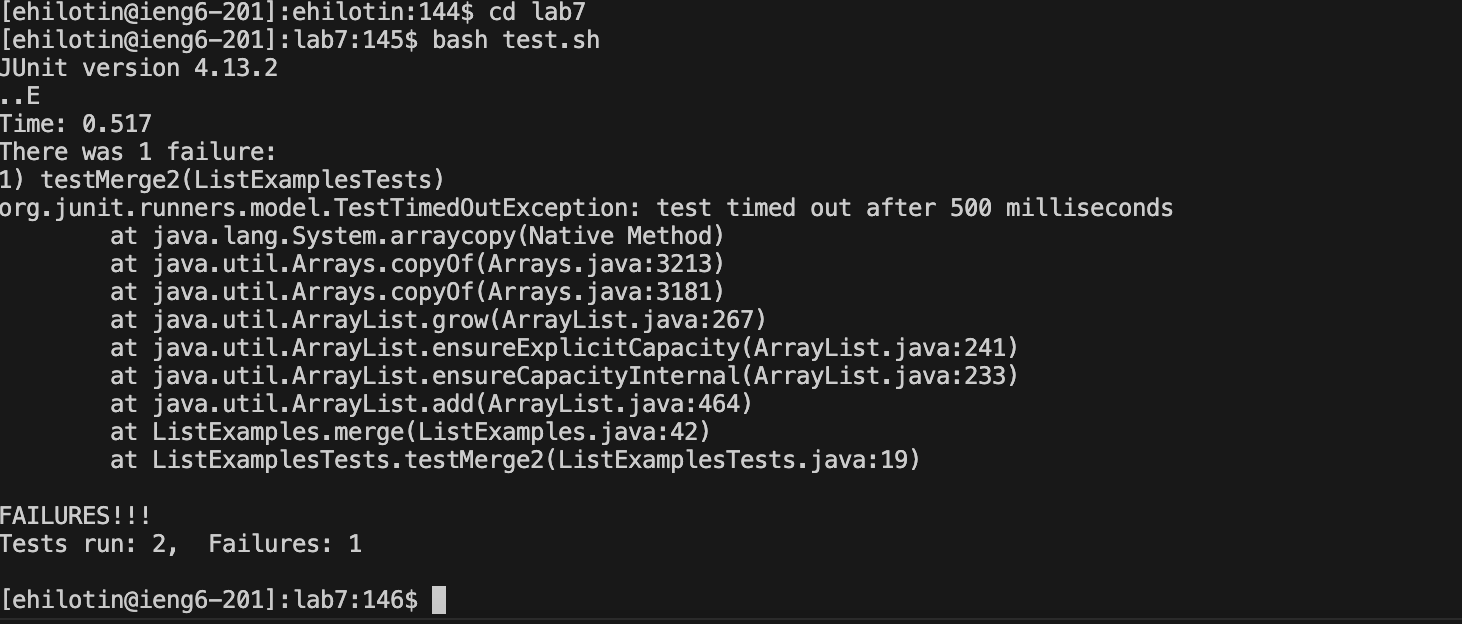 [ehilotin@ieng6-201]:ehilotin:144$ cd lab7
[ehilotin@ieng6-201]:lab7:145$ bash test.sh
JUnit version 4.13.2
..E
Time: 0.517
There was 1 failure:
1) testMerge2(ListExamplesTests)
org.junit.runners.model.TestTimedOutException: test timed out after 500 milliseconds
        at java.lang.System.arraycopy(Native Method)
        at java.util.Arrays.copyOf(Arrays.java:3213)
        at java.util.Arrays.copyOf(Arrays.java:3181)
        at java.util.ArrayList.grow(ArrayList.java:267)
        at java.util.ArrayList.ensureExplicitCapacity(ArrayList.java:241)
        at java.util.ArrayList.ensureCapacityInternal(ArrayList.java:233)
        at java.util.ArrayList.add(ArrayList.java:464)
        at ListExamples.merge(ListExamples.java:42)
        at ListExamplesTests.testMerge2(ListExamplesTests.java:19)

FAILURES!!!
Tests run: 2,  Failures: 1

[ehilotin@ieng6-201]:lab7:146$